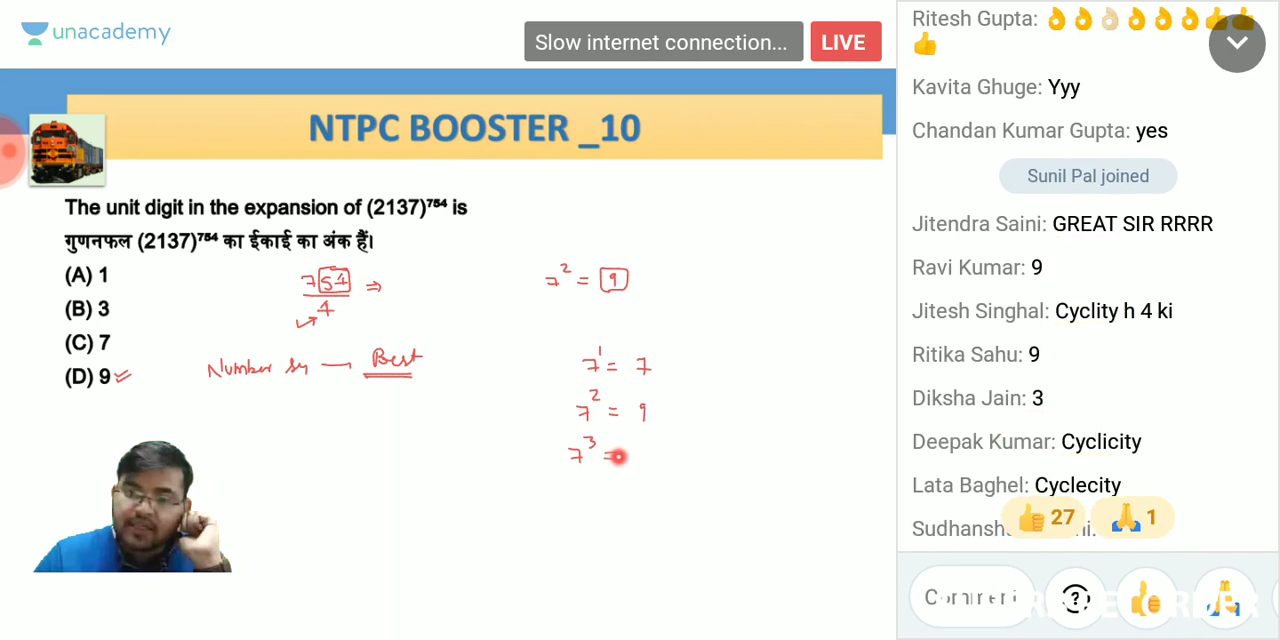 unacademy
Slow internet connection...
LIVE
NTPC BOOSTER _10
The unit digit in the expansion of (2137)⁷⁵⁴ is
गुणनफल (2137)⁷⁵⁴ का ईकाई का अंक हैं।
(A) 1
(B) 3
(C) 7
(D) 9
754 ⇒
4
Number sy — Best
7² = 9
7¹ = 7
7² = 9
7³ =
Ritesh Gupta: 👌👌👌👌👌👌👍👍
👍
Kavita Ghuge: Yyy
Chandan Kumar Gupta: yes
Sunil Pal joined
Jitendra Saini: GREAT SIR RRRR
Ravi Kumar: 9
Jitesh Singhal: Cyclity h 4 ki
Ritika Sahu: 9
Diksha Jain: 3
Deepak Kumar: Cyclicity
Lata Baghel: Cyclecity
👍 27
🙏 1